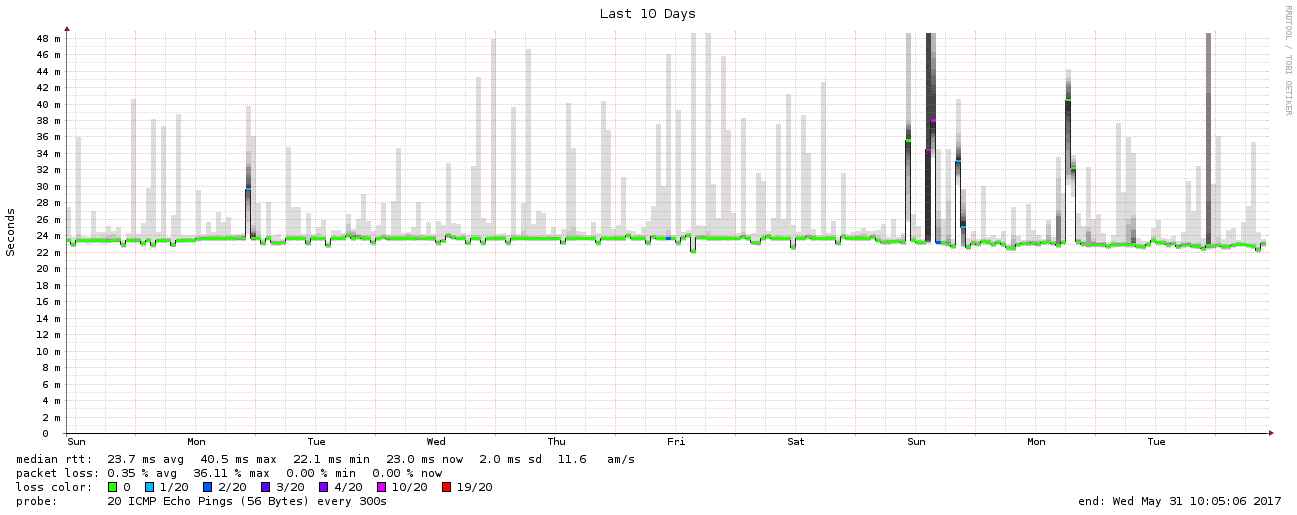 Last 10 Days
RRDTOOL / TOBI OETIKER
Seconds
48 m
46 m
44 m
42 m
40 m
38 m
36 m
34 m
32 m
30 m
28 m
26 m
24 m
22 m
20 m
18 m
16 m
14 m
12 m
10 m
8 m
6 m
4 m
2 m
0
Sun Mon Tue Wed Thu Fri Sat Sun Mon Tue
median rtt: 23.7 ms avg 40.5 ms max 22.1 ms min 23.0 ms now 2.0 ms sd 11.6 am/s
packet loss: 0.35 % avg 36.11 % max 0.00 % min 0.00 % now
loss color: 0 1/20 2/20 3/20 4/20 10/20 19/20
probe: 20 ICMP Echo Pings (56 Bytes) every 300s end: Wed May 31 10:05:06 2017